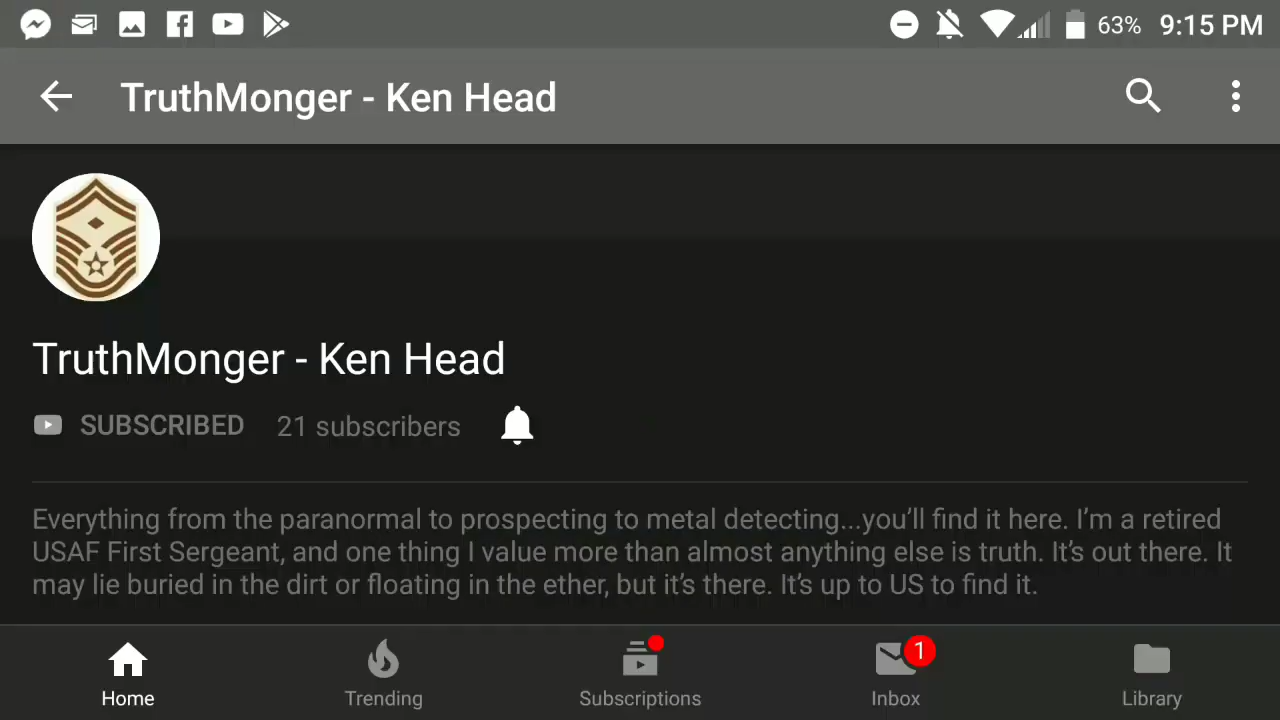 63% 9:15 PM
TruthMonger - Ken Head
TruthMonger - Ken Head
SUBSCRIBED 21 subscribers
Everything from the paranormal to prospecting to metal detecting...you’ll find it here. I’m a retired
USAF First Sergeant, and one thing I value more than almost anything else is truth. It’s out there. It
may lie buried in the dirt or floating in the ether, but it’s there. It’s up to US to find it.
1
Home Trending Subscriptions Inbox Library